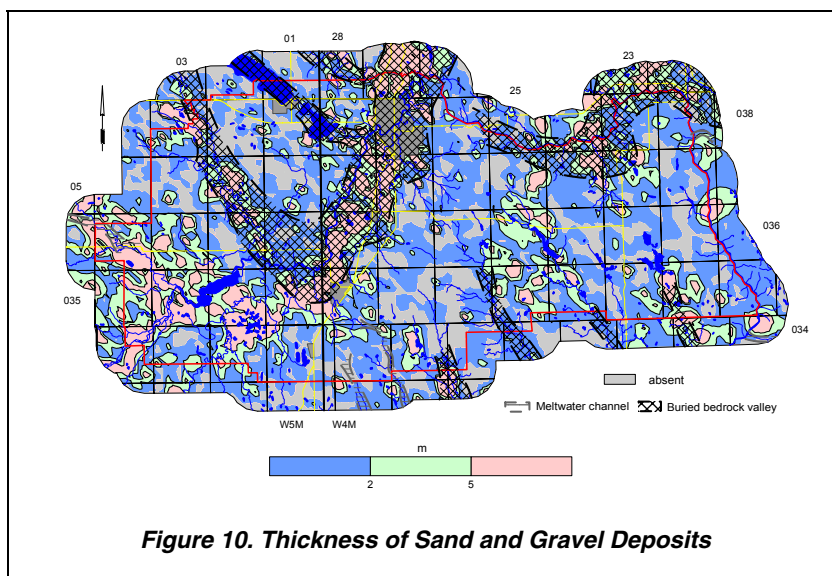 01
28
03
23
25
038
05
036
035
034
absent
Meltwater channel
Buried bedrock valley
W5M
W4M
m
2
5
Figure 10. Thickness of Sand and Gravel Deposits